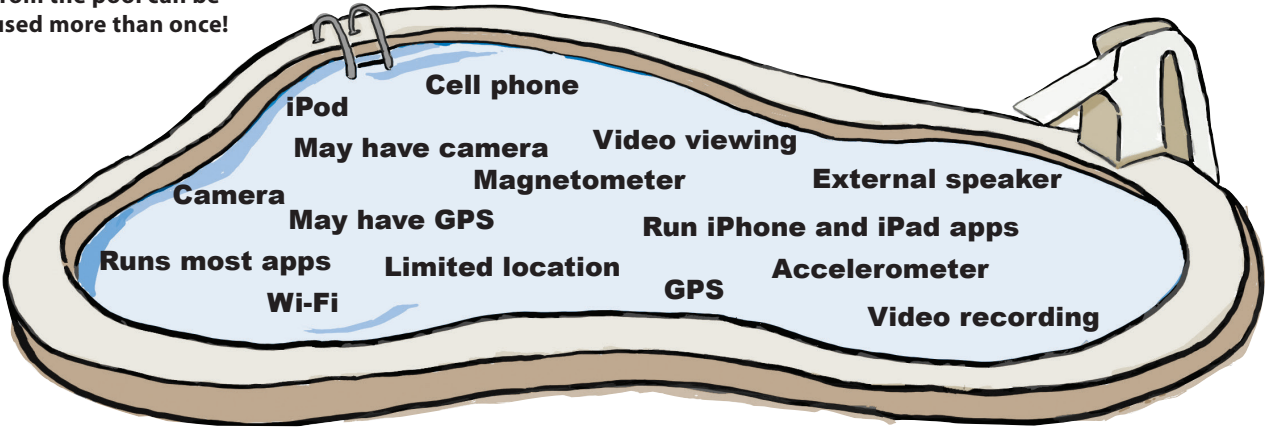 from the pool can be
used more than once!
Cell phone
iPod
May have camera
Video viewing
Magnetometer
External speaker
Camera
May have GPS
Run iPhone and iPad apps
Runs most apps
Limited location
Accelerometer
GPS
Wi-Fi
Video recording